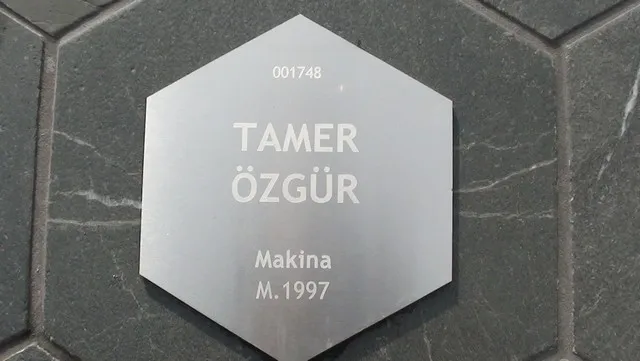 001748
TAMER
ÖZGÜR
Makina
M.1997